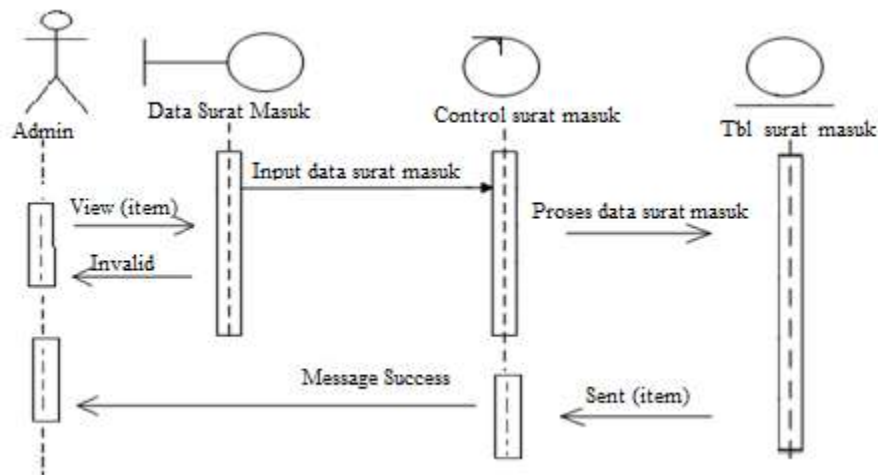 Admin
Data Surat Masuk
Control surat masuk
Tbl surat masuk
Input data surat masuk
View (item)
Proses data surat masuk
Invalid
Message Success
Sent (item)